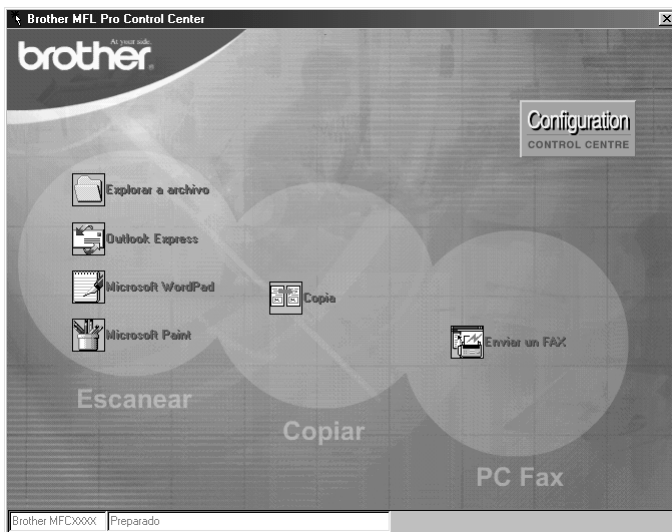 Brother MFL Pro Control Center
At your side.
brother
Configuration
CONTROL CENTRE
Explorar a archivo
Outlook Express
Microsoft WordPad
Microsoft Paint
Copia
Enviar un FAX
Escanear
Copiar
PC Fax
Brother MFCXXXX
Preparado